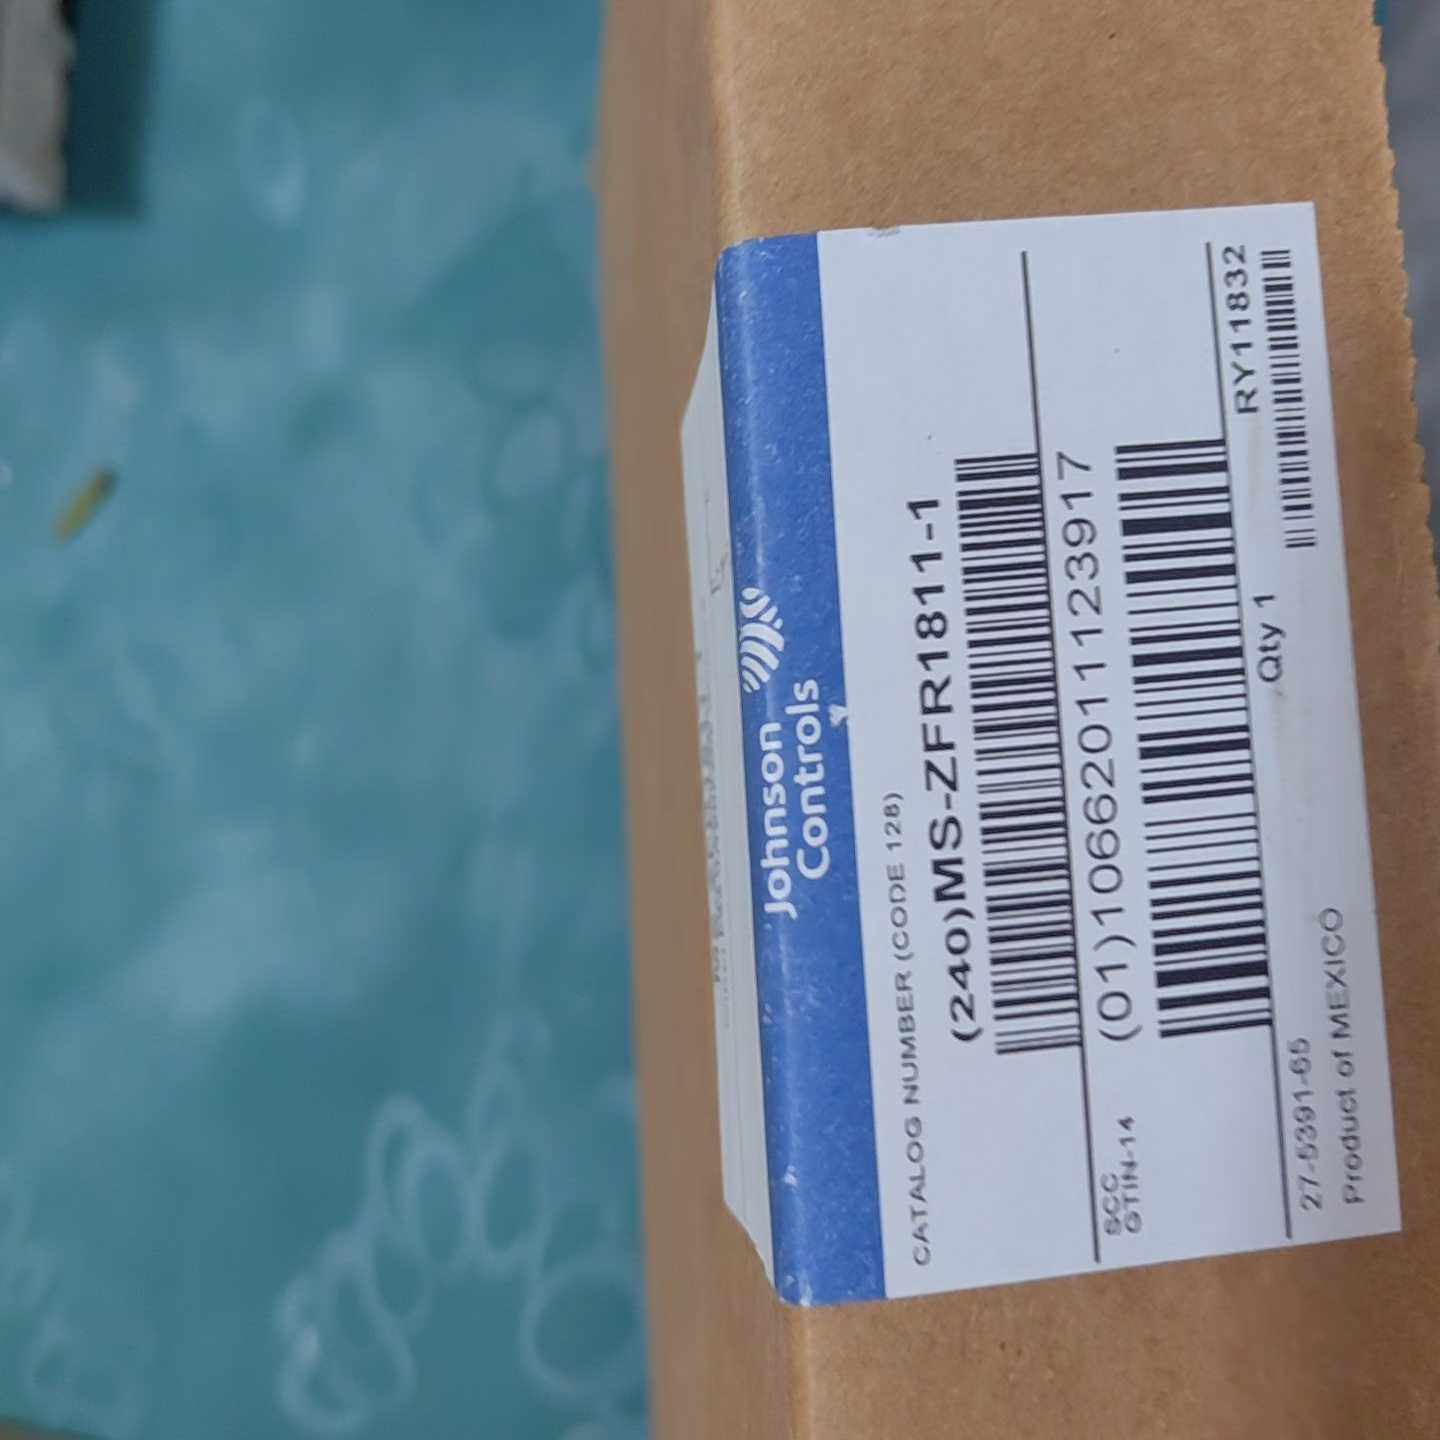 Johnson
Controls
CATALOG NUMBER (CODE 128)
(240)MS-ZFR1811-1
SCC
GTIN-14
(01)10662011123917
27-5391-65
Qty 1
RY11832
Product of MEXICO